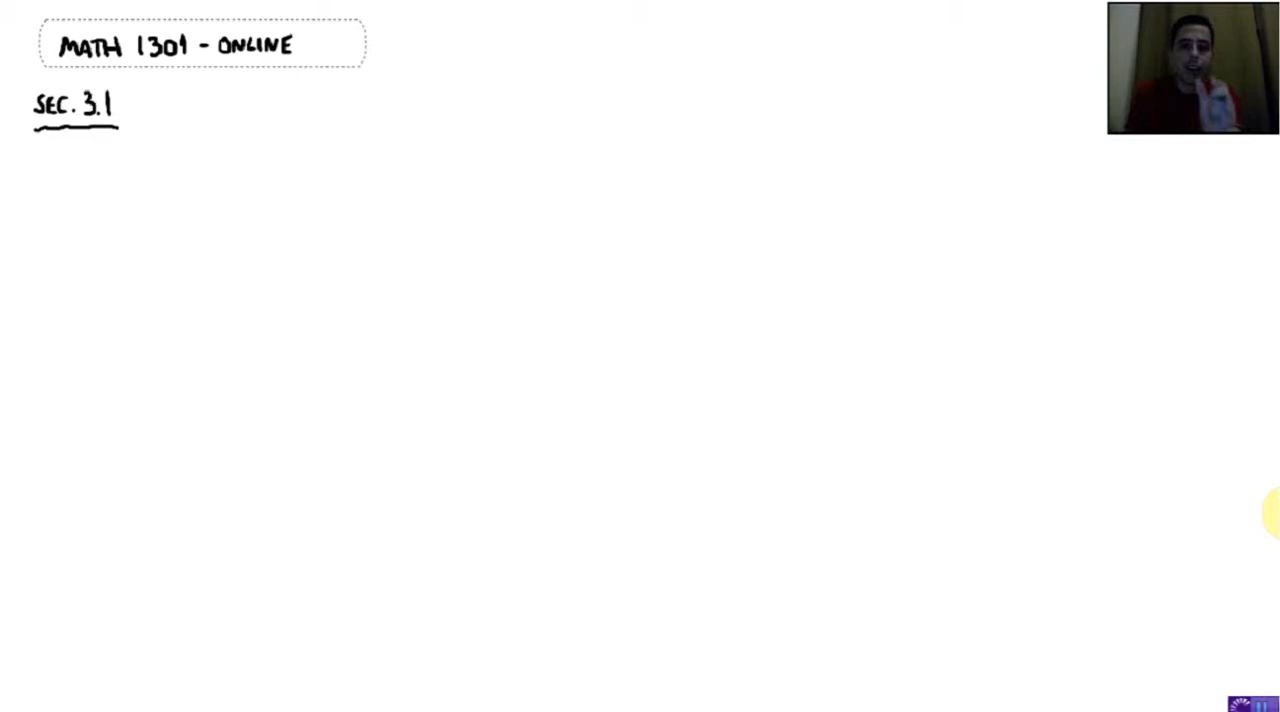 MATH 1301 - ONLINE
SEC. 3.1